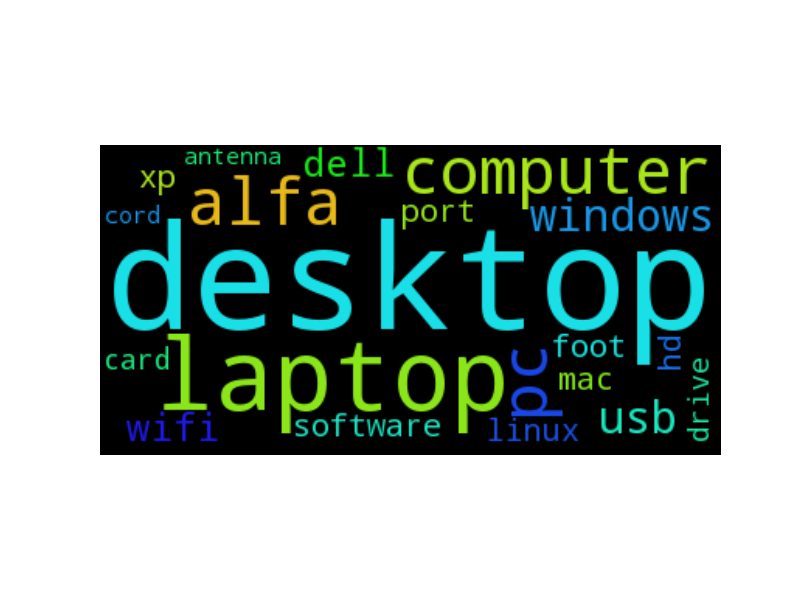 antenna
dell
computer
xp
alfa
port
windows
cord
desktop
laptop
pc
foot
hd
card
mac
drive
wifi
software
linux
usb